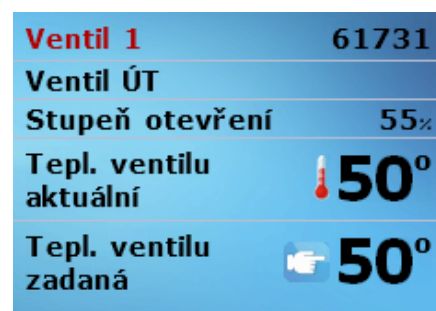 Ventil 1 61731
Ventil ÚT
Stupeň otevření 55%
Tepl. ventilu
aktuální 50°
Tepl. ventilu
zadaná 50°